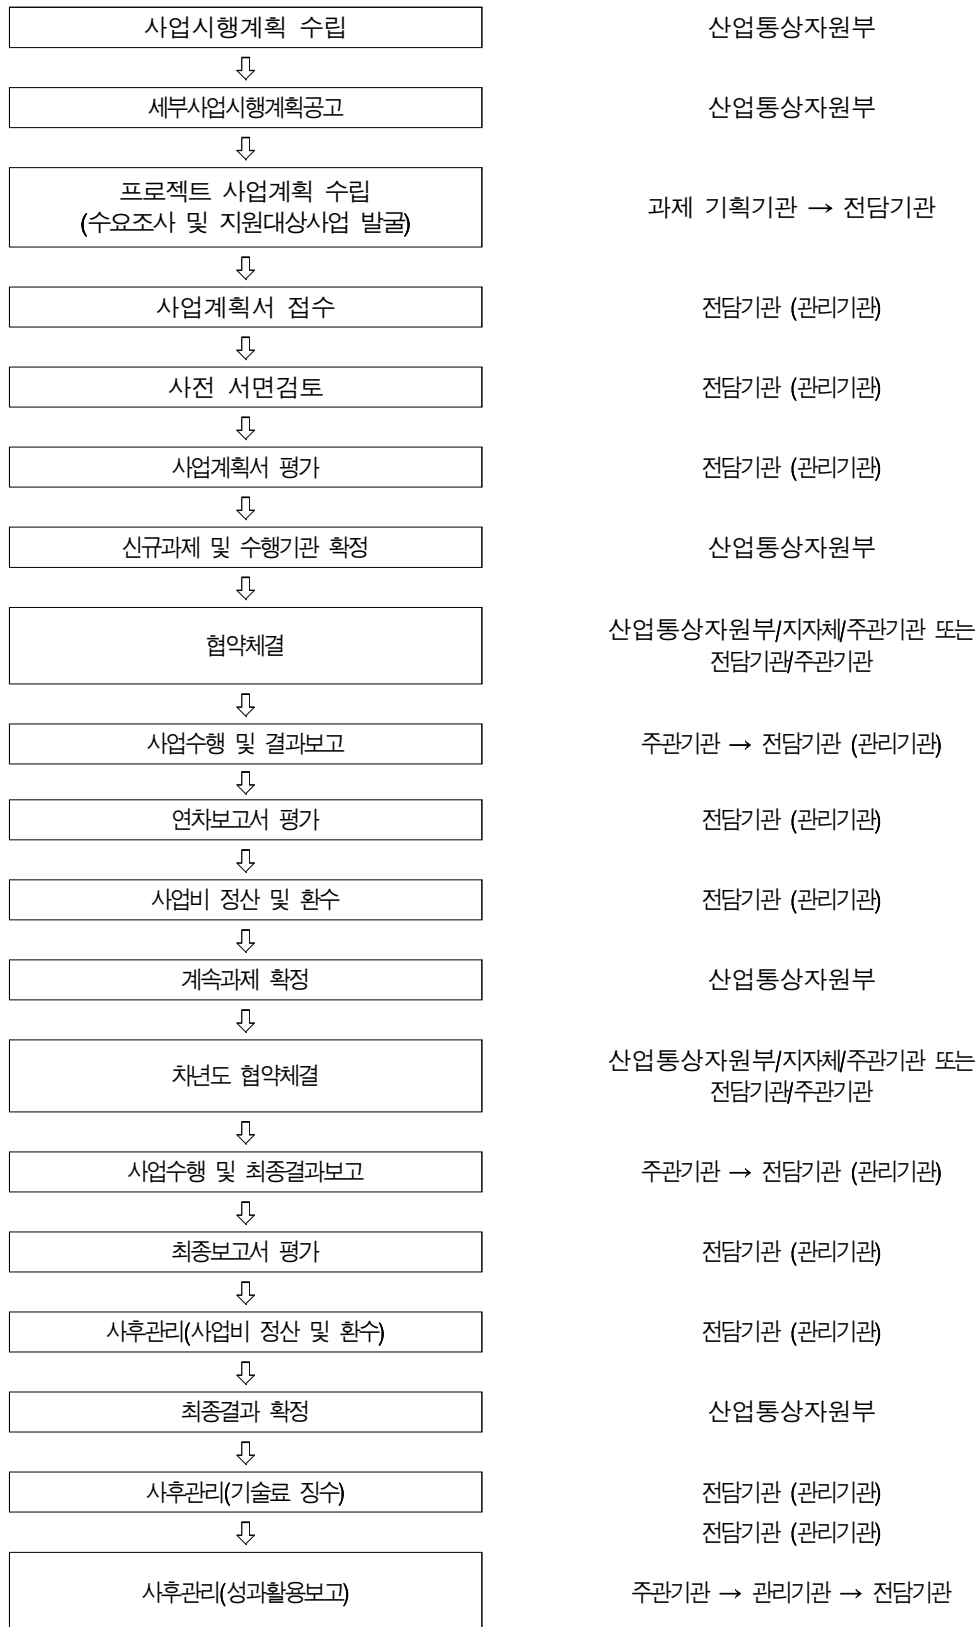 사업시행계획 수립 산업통상자원부
⇩
세부사업시행계획공고 산업통상자원부
⇩
프로젝트 사업계획 수립
(수요조사 및 지원대상사업 발굴) 과제 기획기관 → 전담기관
⇩
사업계획서 접수 전담기관 (관리기관)
⇩
사전 서면검토 전담기관 (관리기관)
⇩
사업계획서 평가 전담기관 (관리기관)
⇩
신규과제 및 수행기관 확정 산업통상자원부
⇩
협약체결 산업통상자원부/지자체/주관기관 또는
전담기관/주관기관
⇩
사업수행 및 결과보고 주관기관 → 전담기관 (관리기관)
⇩
연차보고서 평가 전담기관 (관리기관)
⇩
사업비 정산 및 환수 전담기관 (관리기관)
⇩
계속과제 확정 산업통상자원부
⇩
차년도 협약체결 산업통상자원부/지자체/주관기관 또는
전담기관/주관기관
⇩
사업수행 및 최종결과보고 주관기관 → 전담기관 (관리기관)
⇩
최종보고서 평가 전담기관 (관리기관)
⇩
사후관리(사업비 정산 및 환수) 전담기관 (관리기관)
⇩
최종결과 확정 산업통상자원부
⇩
사후관리(기술료 징수) 전담기관 (관리기관)
⇩ 전담기관 (관리기관)
사후관리(성과활용보고) 주관기관 → 관리기관 → 전담기관